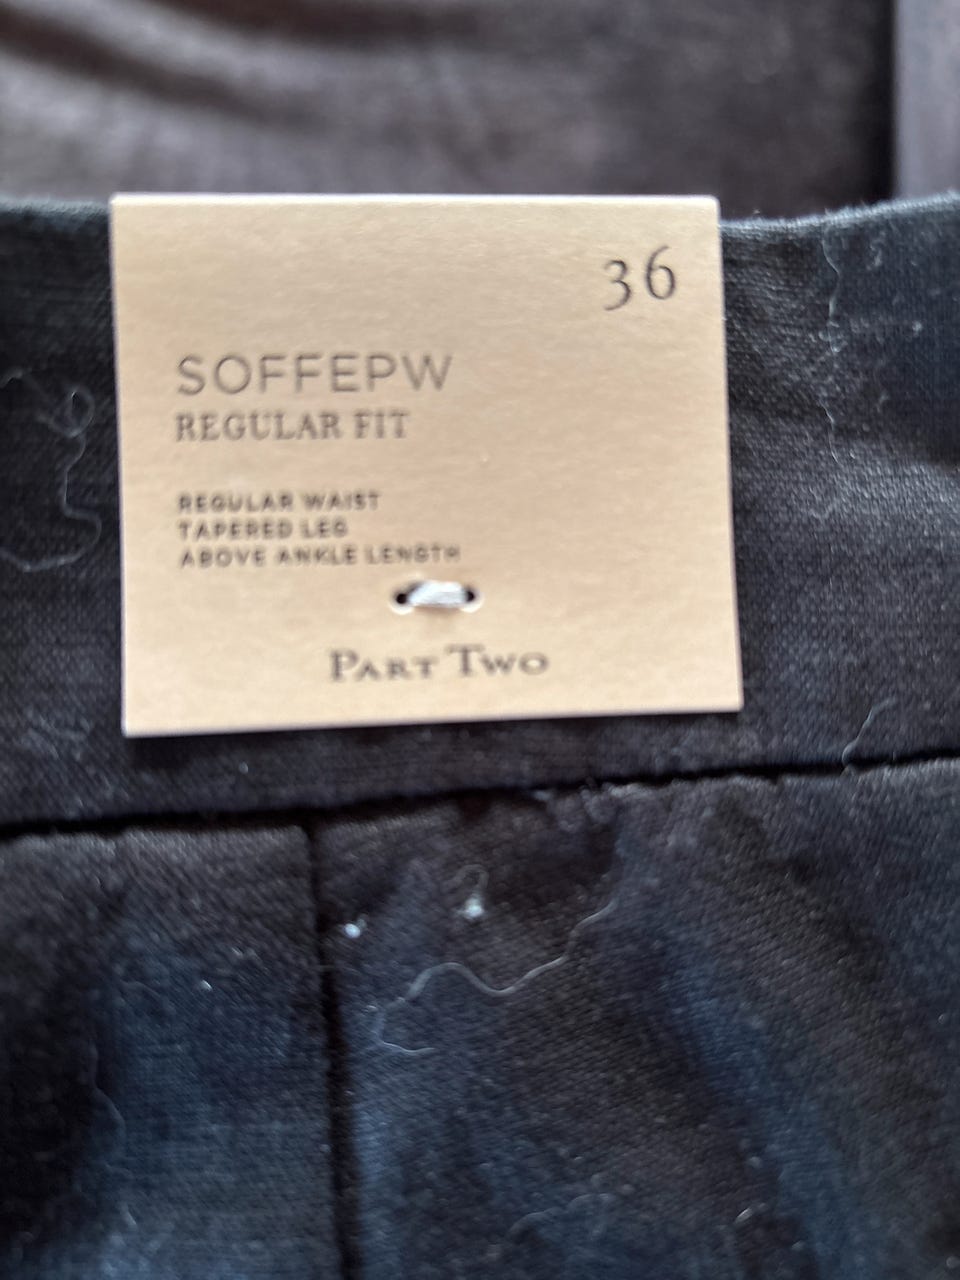 36
SOFFEPW
REGULAR FIT
REGULAR WAIST
TAPERED LEG
ABOVE ANKLE LENGTH
PART TWO